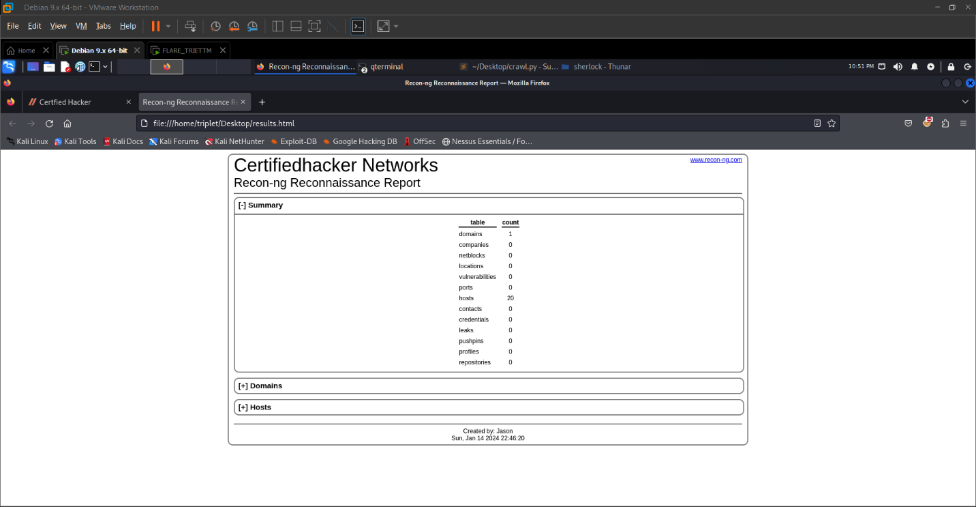 Debian 9.x 64-bit - VMware Workstation
File Edit View VM Tabs Help
Home Debian 9.x 64-bit FLARE_TRIETTM
Recon-ng Reconnaissan... qterminal ~/Desktop/crawl.py - Su... sherlock - Thunar 10:51 PM
Recon-ng Reconnaissance Report — Mozilla Firefox
Certified Hacker Recon-ng Reconnaissance R
file:///home/triplet/Desktop/results.html
Kali Linux Kali Tools Kali Docs Kali Forums Kali NetHunter Exploit-DB Google Hacking DB OffSec Nessus Essentials / Fo...
Certifiedhacker Networks www.recon-ng.com
Recon-ng Reconnaissance Report
[-] Summary
table count
domains 1
companies 0
netblocks 0
locations 0
vulnerabilities 0
ports 0
hosts 20
contacts 0
credentials 0
leaks 0
pushpins 0
profiles 0
repositories 0
[+] Domains
[+] Hosts
Created by: Jason
Sun, Jan 14 2024 22:46:20